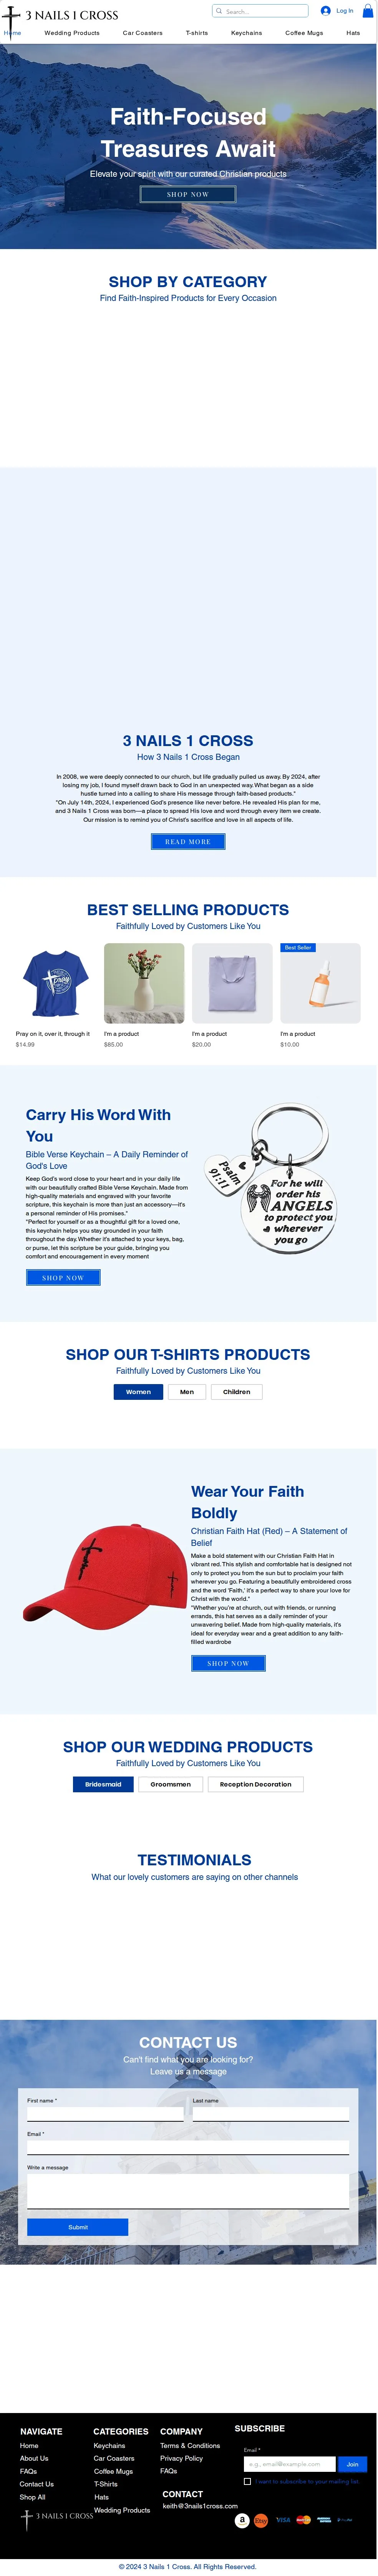 3 NAILS 1 CROSS
Search...
Log In
Home
Wedding Products
Car Coasters
T-shirts
Keychains
Coffee Mugs
Hats
Faith-Focused
Treasures Await
Elevate your spirit with our curated Christian products
SHOP NOW
SHOP BY CATEGORY
Find Faith-Inspired Products for Every Occasion
3 NAILS 1 CROSS
How 3 Nails 1 Cross Began
In 2008, we were deeply connected to our church, but life gradually pulled us away. By 2024, after
losing my job, I found myself drawn back to God in an unexpected way.What began as a side
hustle turned into a calling to share His message through faith-based products."
"On July 14th, 2024, I experienced God's presence like never before. He revealed His plan for me,
and 3 Nails 1 Cross was born—a place to spread His love and word through every item we create.
Our mission is to remind you of Christ's sacrifice and love in all aspects of life.
READ MORE
BEST SELLING PRODUCTS
Faithfully Loved by Customers Like You
Best Seller
Pray on it, over it, through it
$14.99
I'm a product
$85.00
I'm a product
$20.00
I'm a product
$10.00
Carry His Word With
You
Bible Verse Keychain – A Daily Reminder of
God's Love
Keep God's word close to your heart and in your daily life
with our beautifully crafted Bible Verse Keychain. Made from
high-quality materials and engraved with your favorite
scripture, this keychain is more than just an accessory—it's
a personal reminder of His promises."
"Perfect for yourself or as a thoughtful gift for a loved one,
this keychain helps you stay grounded in your faith
throughout the day. Whether it's attached to your keys, bag,
or purse, let this scripture be your guide, bringing you
comfort and encouragement in every moment
SHOP NOW
Psalm
91:11
For he will
order his
ANGELS
to protect you
wherever
you go
SHOP OUR T-SHIRTS PRODUCTS
Faithfully Loved by Customers Like You
Women
Men
Children
Wear Your Faith
Boldly
Christian Faith Hat (Red) – A Statement of
Belief
Make a bold statement with our Christian Faith Hat in
vibrant red. This stylish and comfortable hat is designed not
only to protect you from the sun but to proclaim your faith
wherever you go. Featuring a beautifully embroidered cross
and the word 'Faith,' it's a perfect way to share your love for
Christ with the world."
"Whether you're at church, out with friends, or running
errands, this hat serves as a daily reminder of your
unwavering belief. Made from high-quality materials, it's
ideal for everyday wear and a great addition to any faith-
filled wardrobe
SHOP NOW
SHOP OUR WEDDING PRODUCTS
Faithfully Loved by Customers Like You
Bridesmaid
Groomsmen
Reception Decoration
TESTIMONIALS
What our lovely customers are saying on other channels
CONTACT US
Can't find what you are looking for?
Leave us a message
First name *
Last name
Email *
Write a message
Submit
NAVIGATE
Home
About Us
FAQs
Contact Us
Shop All
3 NAILS 1 CROSS
CATEGORIES
Keychains
Car Coasters
Coffee Mugs
T-Shirts
Hats
Wedding Products
COMPANY
Terms & Conditions
Privacy Policy
FAQs
CONTACT
keith@3nails1cross.com
SUBSCRIBE
Email *
e.g., email@example.com
Join
I want to subscribe to your mailing list.
a
Etsy
VISA
© 2024 3 Nails 1 Cross. All Rights Reserved.